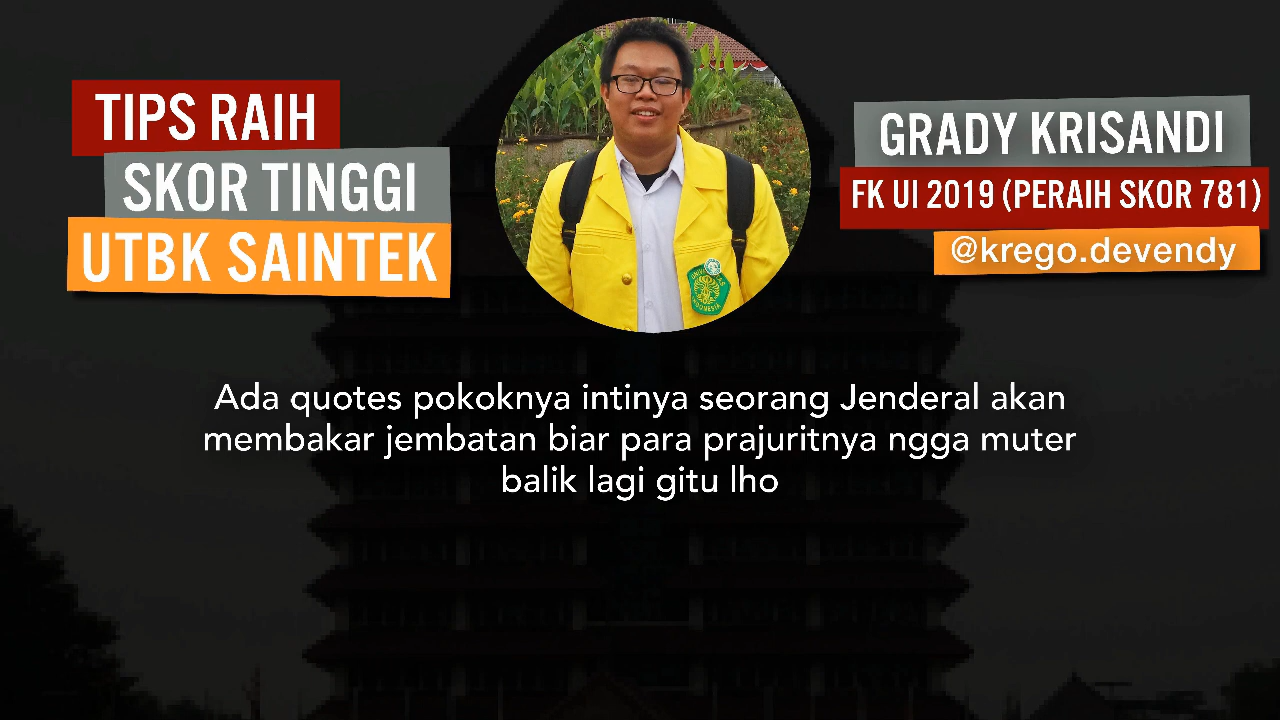 TIPS RAIH
SKOR TINGGI
UTBK SAINTEK
GRADY KRISANDI
FK UI 2019 (PERAIH SKOR 781)
@krego.devendy
Ada quotes pokoknya intinya seorang Jenderal akan
membakar jembatan biar para prajuritnya ngga muter
balik lagi gitu lho